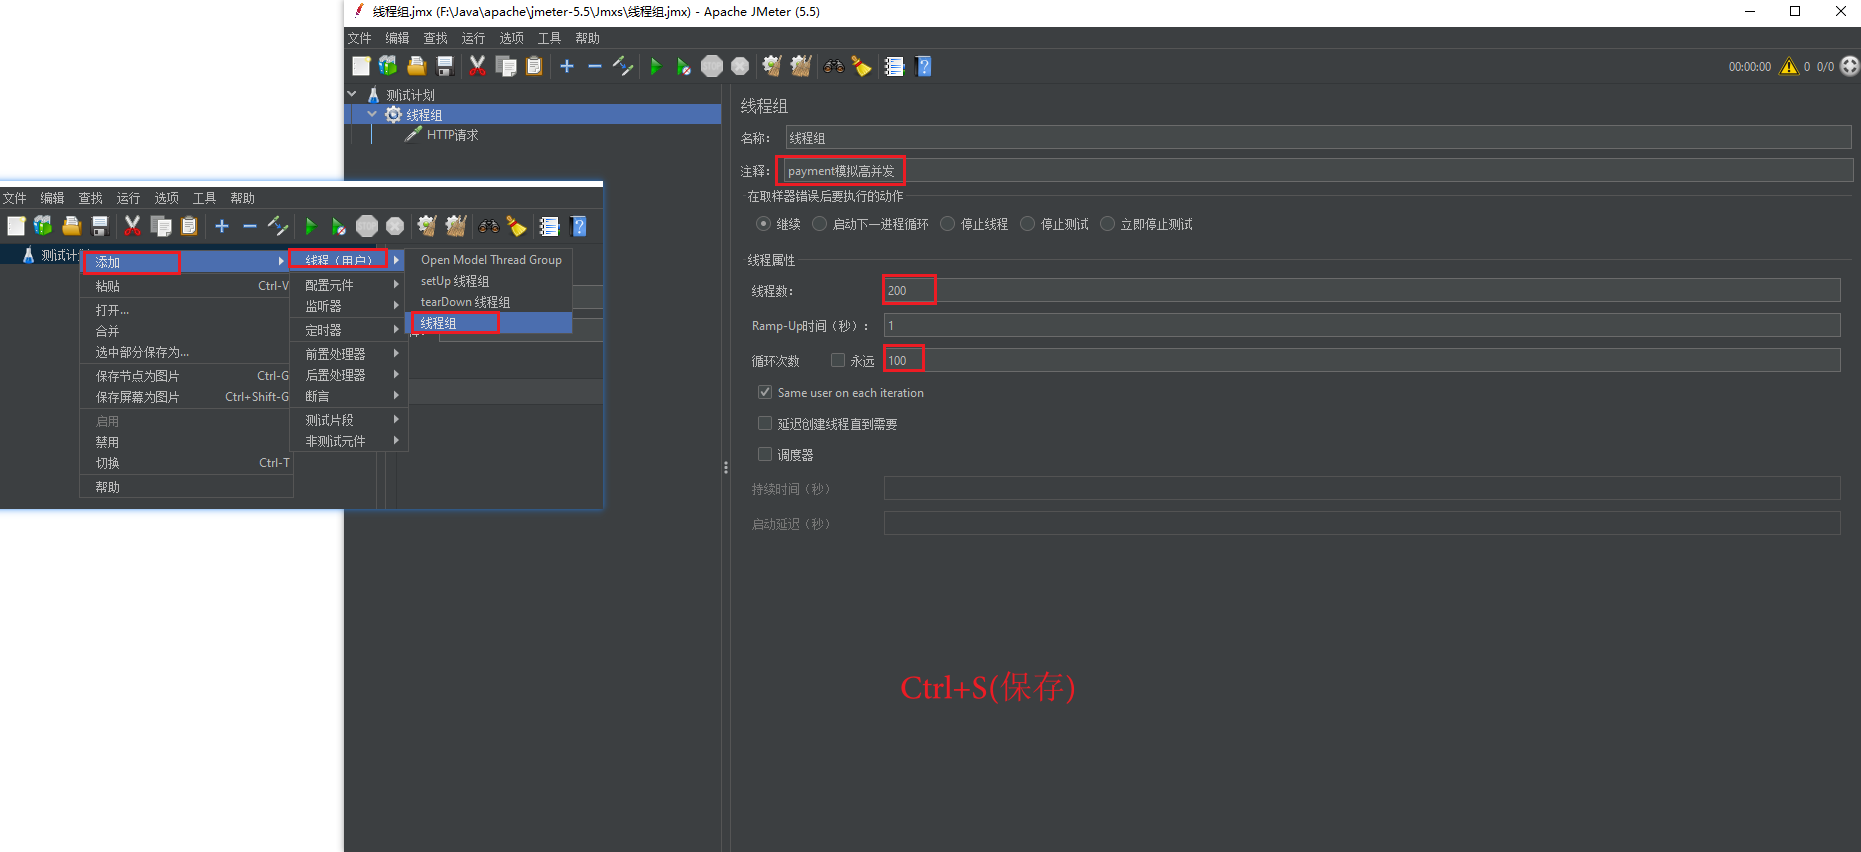 线程组.jmx (F:\Java\apache\jmeter-5.5\Jmxs\线程组.jmx) - Apache JMeter (5.5)
文件 编辑 查找 运行 选项 工具 帮助
STOP
00:00:00 0 0/0
测试计划
线程组
HTTP请求
线程组
名称: 线程组
注释: payment模拟高并发
在取样器错误后要执行的动作
继续 启动下一进程循环 停止线程 停止测试 立即停止测试
线程属性
线程数: 200
Ramp-Up时间（秒）: 1
循环次数 永远 100
Same user on each iteration
延迟创建线程直到需要
调度器
持续时间（秒）
启动延迟（秒）
Ctrl+S(保存)
文件 编辑 查找 运行 选项 工具 帮助
STOP
测试计
添加
粘贴 Ctrl-V
打开...
合并
选中部分保存为...
保存节点为图片 Ctrl-G
保存屏幕为图片 Ctrl+Shift-G
启用
禁用
切换 Ctrl-T
帮助
线程（用户）
配置元件
监听器
定时器
前置处理器
后置处理器
断言
测试片段
非测试元件
Open Model Thread Group
setUp 线程组
tearDown 线程组
线程组